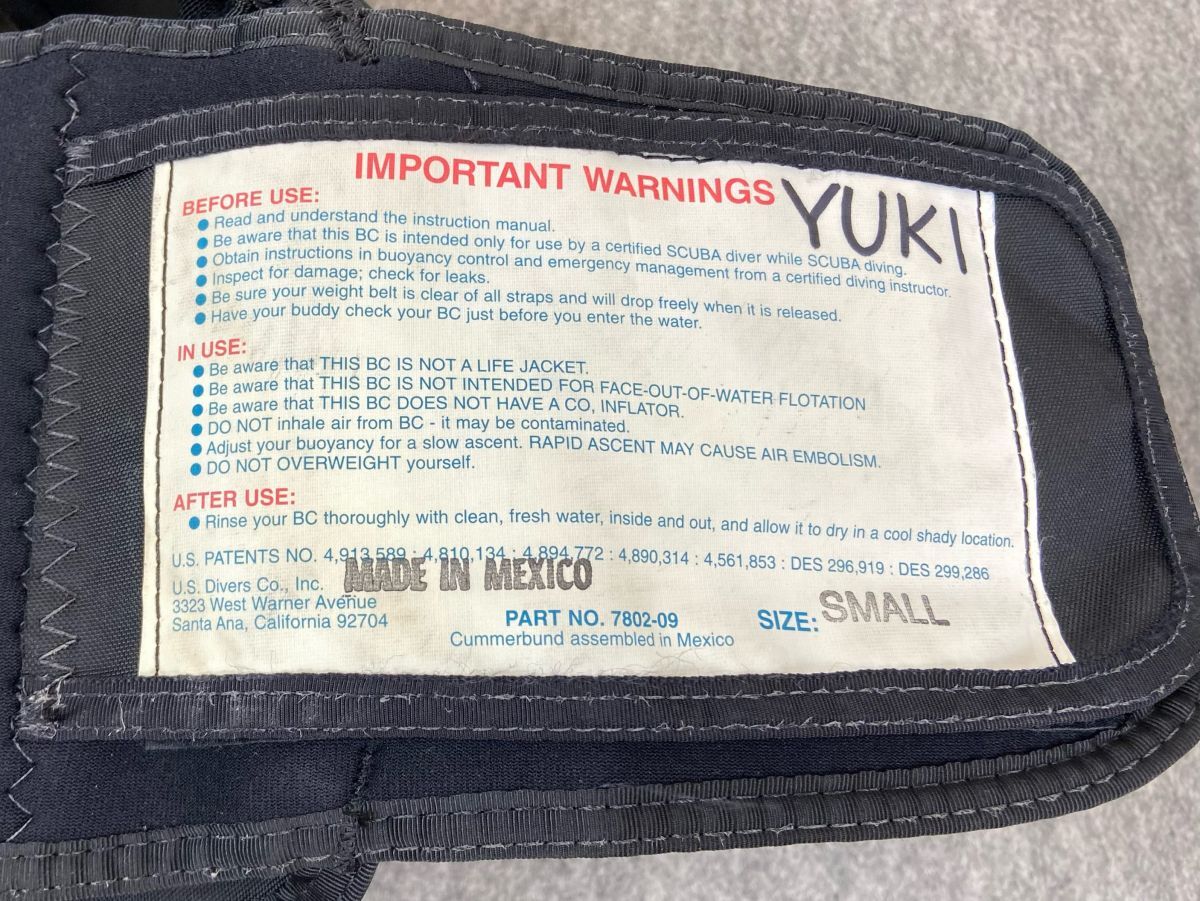 IMPORTANT WARNINGS YUKI
BEFORE USE:
● Read and understand the instruction manual.
● Be aware that this BC is intended only for use by a certified SCUBA diver while SCUBA diving.
● Obtain instructions in buoyancy control and emergency management from a certified diving instructor.
● Inspect for damage; check for leaks.
● Be sure your weight belt is clear of all straps and will drop freely when it is released.
● Have your buddy check your BC just before you enter the water.
IN USE:
● Be aware that THIS BC IS NOT A LIFE JACKET.
● Be aware that THIS BC IS NOT INTENDED FOR FACE-OUT-OF-WATER FLOTATION
● Be aware that THIS BC DOES NOT HAVE A CO, INFLATOR.
● DO NOT inhale air from BC - it may be contaminated.
● Adjust your buoyancy for a slow ascent. RAPID ASCENT MAY CAUSE AIR EMBOLISM.
● DO NOT OVERWEIGHT yourself.
AFTER USE:
● Rinse your BC thoroughly with clean, fresh water, inside and out, and allow it to dry in a cool shady location.
U.S. PATENTS NO. 4,913,589 : 4,810,134 : 4,894,772 : 4,890,314 : 4,561,853 : DES 296,919 : DES 299,286
U.S. Divers Co., Inc. MADE IN MEXICO
3323 West Warner Avenue
Santa Ana, California 92704
PART NO. 7802-09 SIZE: SMALL
Cummerbund assembled in Mexico